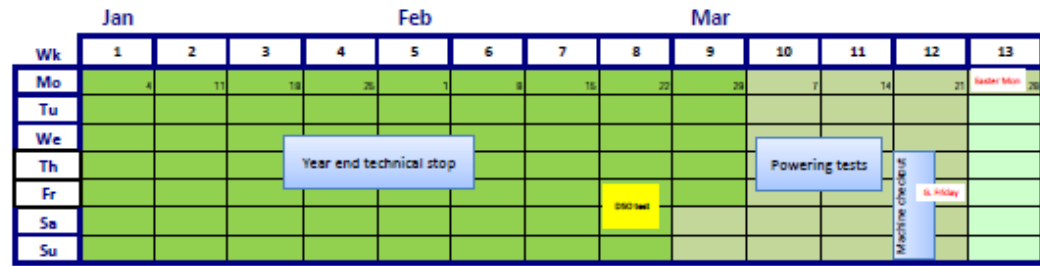 Jan Feb Mar
Wk 1 2 3 4 5 6 7 8 9 10 11 12 13
Mo 4 11 18 25 1 8 15 22 29 7 14 21 Easter Mon 28
Tu
We
Th Year end technical stop Powering tests
Fr DSO test G. Friday
Sa
Su
Machine checkout